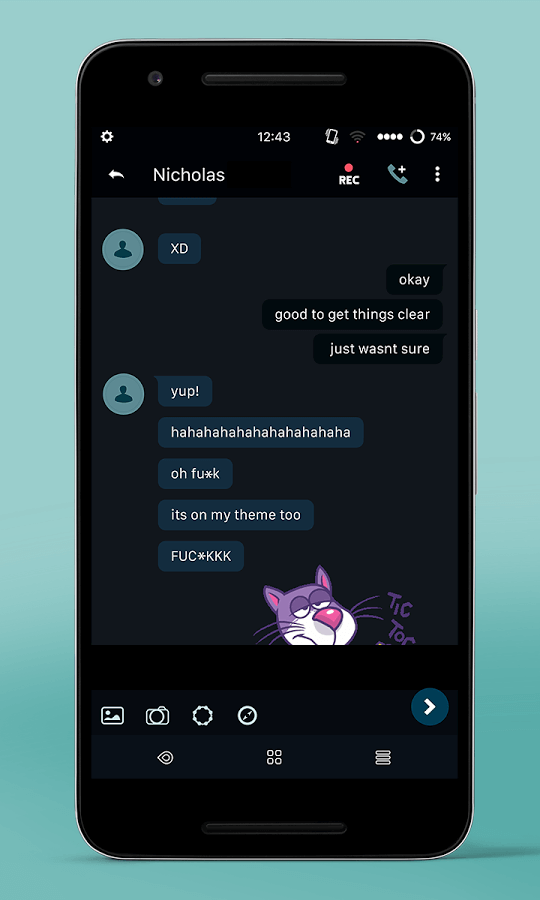 12:43
74%
Nicholas
REC
XD
okay
good to get things clear
just wasnt sure
yup!
hahahahahahahahahaha
oh fu*k
its on my theme too
FUC*KKK
TIC
TOC